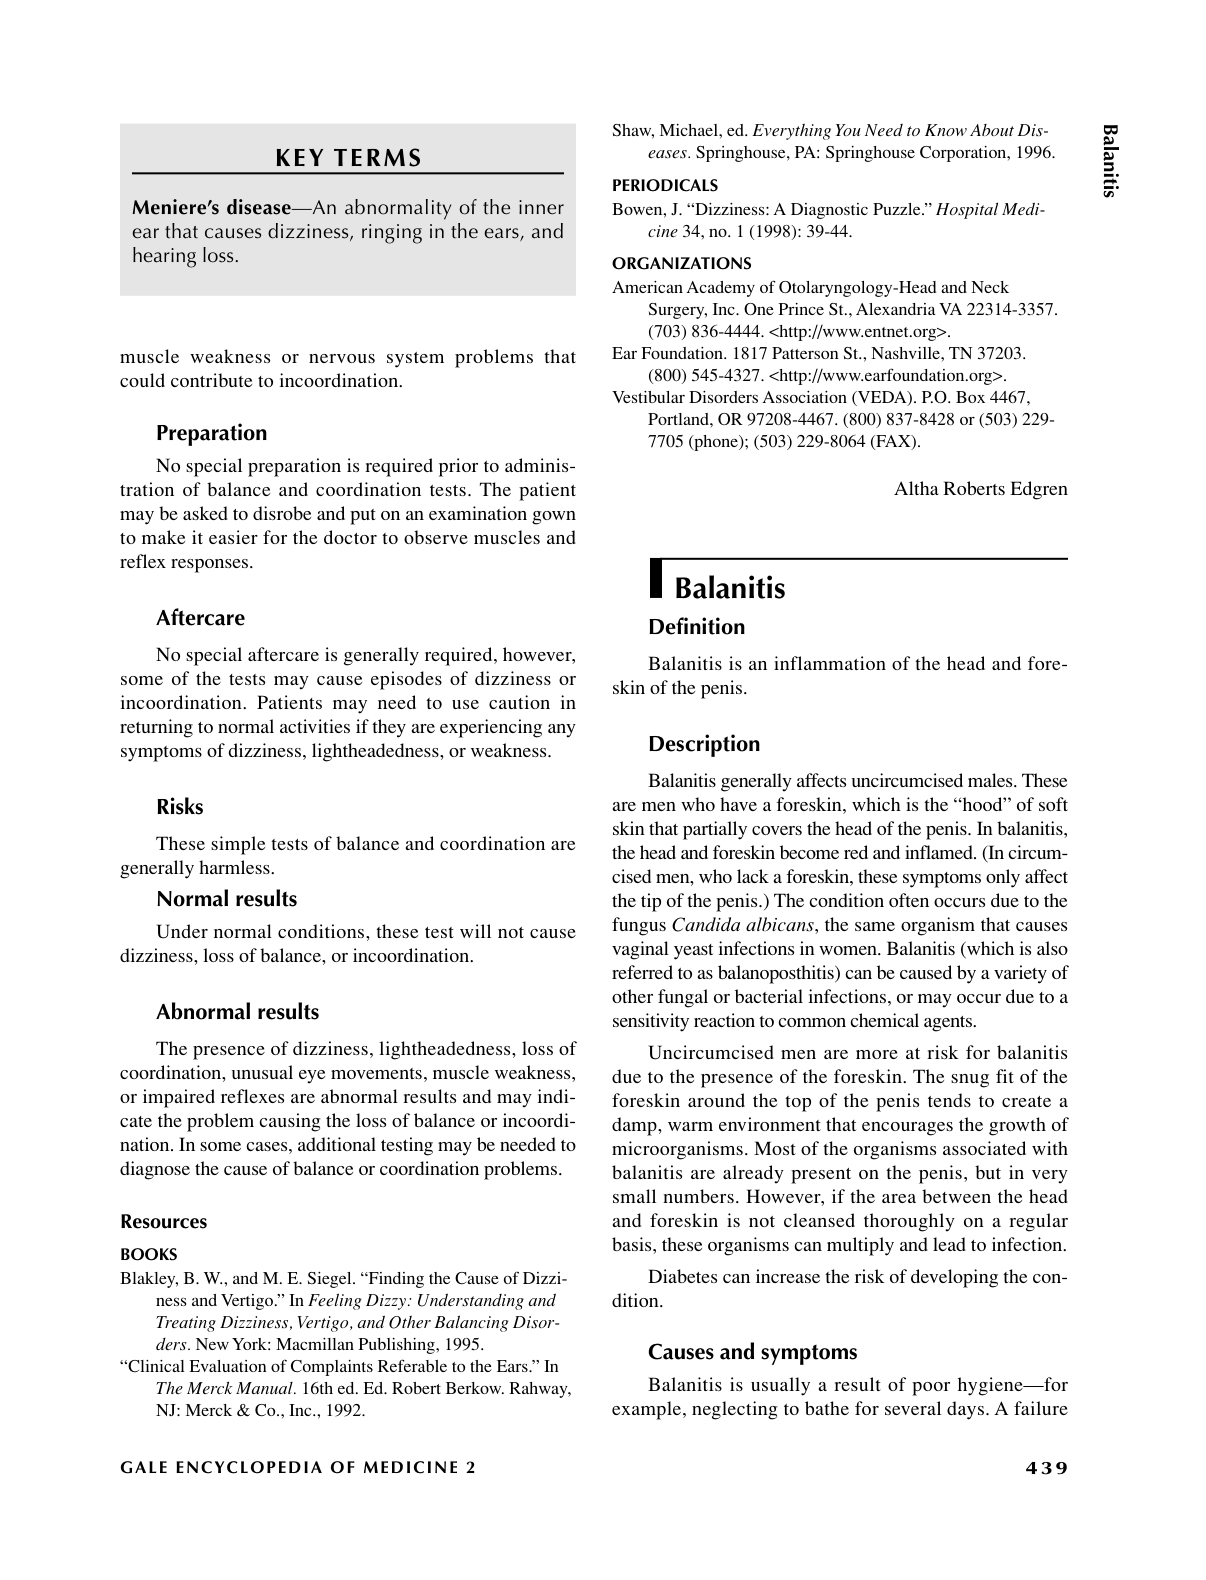 KEY TERMS
Meniere’s disease—An abnormality of the inner
ear that causes dizziness, ringing in the ears, and
hearing loss.
muscle weakness or nervous system problems that
could contribute to incoordination.
Preparation
No special preparation is required prior to adminis-
tration of balance and coordination tests. The patient
may be asked to disrobe and put on an examination gown
to make it easier for the doctor to observe muscles and
reflex responses.
Aftercare
No special aftercare is generally required, however,
some of the tests may cause episodes of dizziness or
incoordination. Patients may need to use caution in
returning to normal activities if they are experiencing any
symptoms of dizziness, lightheadedness, or weakness.
Risks
These simple tests of balance and coordination are
generally harmless.
Normal results
Under normal conditions, these test will not cause
dizziness, loss of balance, or incoordination.
Abnormal results
The presence of dizziness, lightheadedness, loss of
coordination, unusual eye movements, muscle weakness,
or impaired reflexes are abnormal results and may indi-
cate the problem causing the loss of balance or incoordi-
nation. In some cases, additional testing may be needed to
diagnose the cause of balance or coordination problems.
Resources
BOOKS
Blakley, B. W., and M. E. Siegel. “Finding the Cause of Dizzi-
ness and Vertigo.” In Feeling Dizzy: Understanding and
Treating Dizziness, Vertigo, and Other Balancing Disor-
ders. New York: Macmillan Publishing, 1995.
“Clinical Evaluation of Complaints Referable to the Ears.” In
The Merck Manual. 16th ed. Ed. Robert Berkow. Rahway,
NJ: Merck & Co., Inc., 1992.
Shaw, Michael, ed. Everything You Need to Know About Dis-
eases. Springhouse, PA: Springhouse Corporation, 1996.
PERIODICALS
Bowen, J. “Dizziness: A Diagnostic Puzzle.” Hospital Medi-
cine 34, no. 1 (1998): 39-44.
ORGANIZATIONS
American Academy of Otolaryngology-Head and Neck
Surgery, Inc. One Prince St., Alexandria VA 22314-3357.
(703) 836-4444. <http://www.entnet.org>.
Ear Foundation. 1817 Patterson St., Nashville, TN 37203.
(800) 545-4327. <http://www.earfoundation.org>.
Vestibular Disorders Association (VEDA). P.O. Box 4467,
Portland, OR 97208-4467. (800) 837-8428 or (503) 229-
7705 (phone); (503) 229-8064 (FAX).
Altha Roberts Edgren
Balanitis
Definition
Balanitis is an inflammation of the head and fore-
skin of the penis.
Description
Balanitis generally affects uncircumcised males. These
are men who have a foreskin, which is the “hood” of soft
skin that partially covers the head of the penis. In balanitis,
the head and foreskin become red and inflamed. (In circum-
cised men, who lack a foreskin, these symptoms only affect
the tip of the penis.) The condition often occurs due to the
fungus Candida albicans, the same organism that causes
vaginal yeast infections in women. Balanitis (which is also
referred to as balanoposthitis) can be caused by a variety of
other fungal or bacterial infections, or may occur due to a
sensitivity reaction to common chemical agents.
Uncircumcised men are more at risk for balanitis
due to the presence of the foreskin. The snug fit of the
foreskin around the top of the penis tends to create a
damp, warm environment that encourages the growth of
microorganisms. Most of the organisms associated with
balanitis are already present on the penis, but in very
small numbers. However, if the area between the head
and foreskin is not cleansed thoroughly on a regular
basis, these organisms can multiply and lead to infection.
Diabetes can increase the risk of developing the con-
dition.
Causes and symptoms
Balanitis is usually a result of poor hygiene—for
example, neglecting to bathe for several days. A failure
Balanitis
GALE ENCYCLOPEDIA OF MEDICINE 2
439